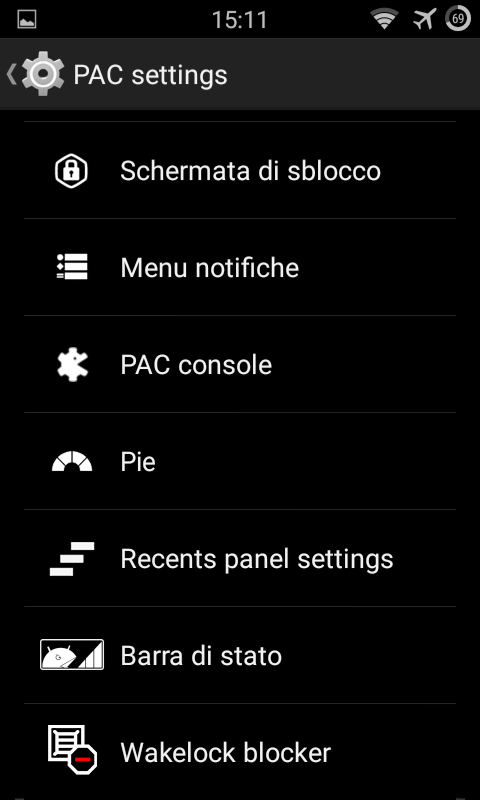 15:11
69
PAC settings
Schermata di sblocco
Menu notifiche
PAC console
Pie
Recents panel settings
Barra di stato
Wakelock blocker